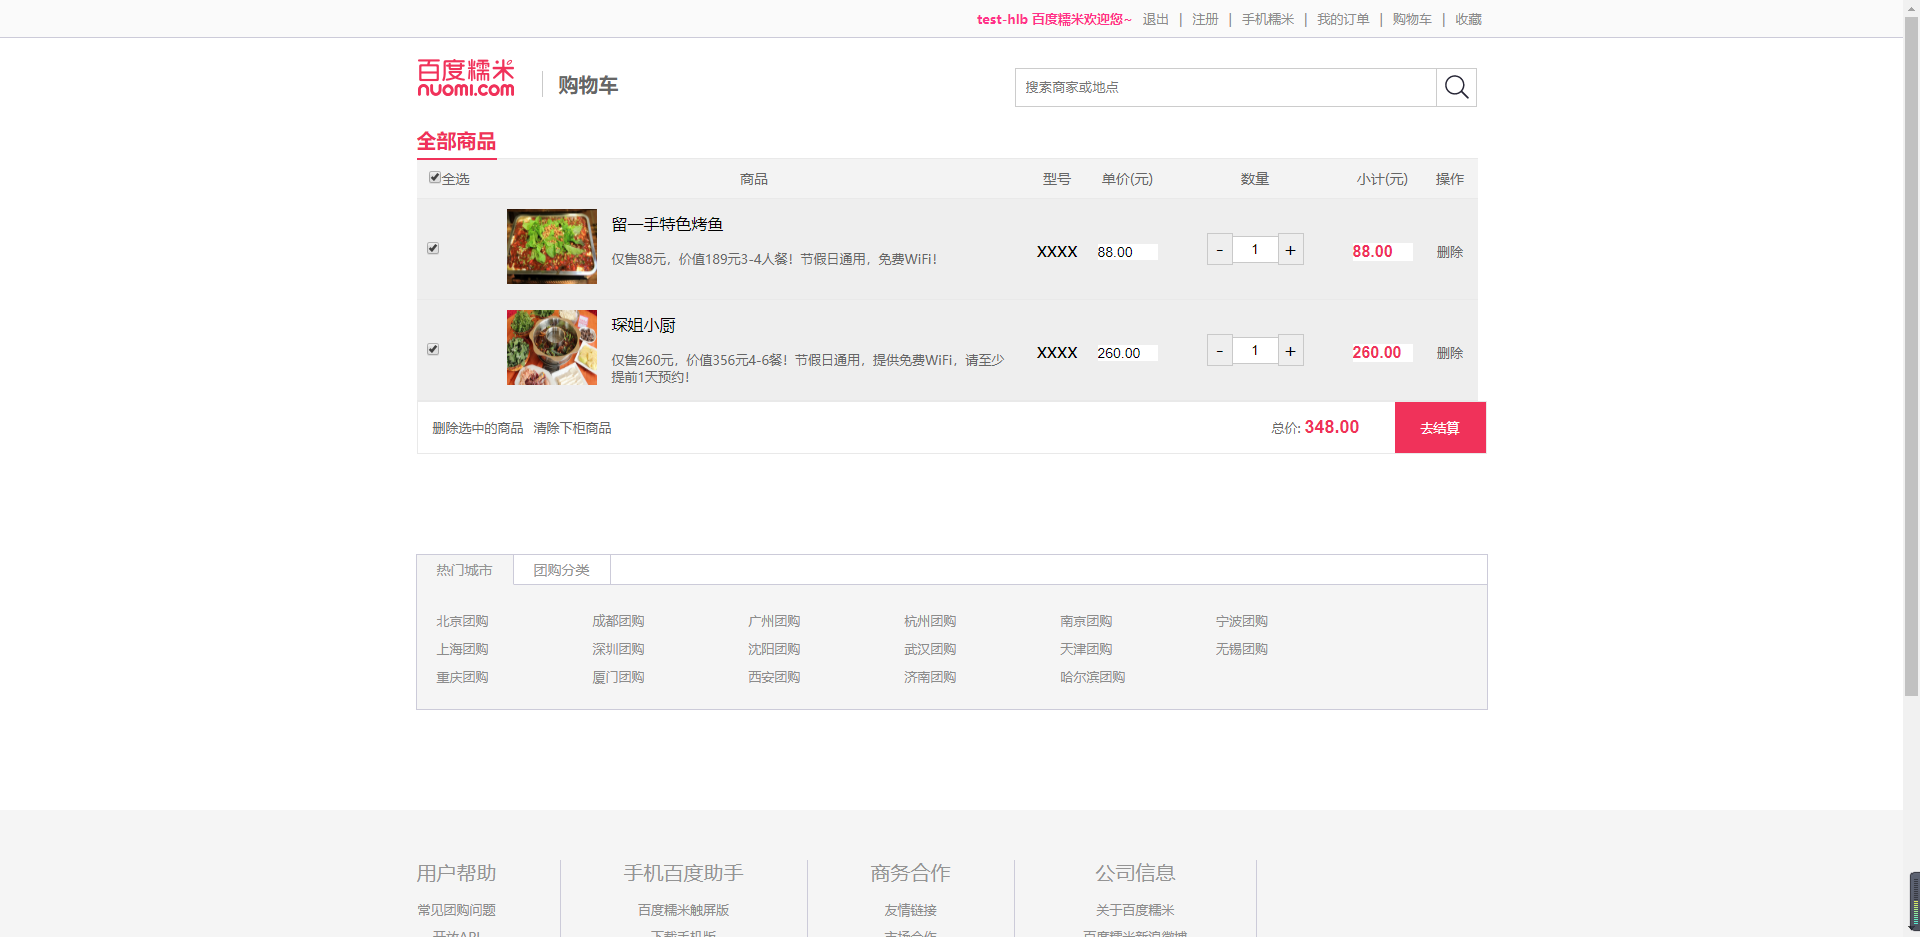 test-hlb 百度糯米欢迎您~ 退出 | 注册 | 手机糯米 | 我的订单 | 购物车 | 收藏
百度糯米
nuomi.com
购物车
搜索商家或地点
全部商品
全选 商品 型号 单价(元) 数量 小计(元) 操作
留一手特色烤鱼
仅售88元，价值189元3-4人餐！节假日通用，免费WiFi！
XXXX 88.00 - 1 + 88.00 删除
琛姐小厨
仅售260元，价值356元4-6餐！节假日通用，提供免费WiFi，请至少
提前1天预约！
XXXX 260.00 - 1 + 260.00 删除
删除选中的商品 清除下柜商品 总价: 348.00 去结算
热门城市 团购分类
北京团购 成都团购 广州团购 杭州团购 南京团购 宁波团购
上海团购 深圳团购 沈阳团购 武汉团购 天津团购 无锡团购
重庆团购 厦门团购 西安团购 济南团购 哈尔滨团购
用户帮助 手机百度助手 商务合作 公司信息
常见团购问题 百度糯米触屏版 友情链接 关于百度糯米
开放API 下载手机版 市场合作 百度糯米新浪微博